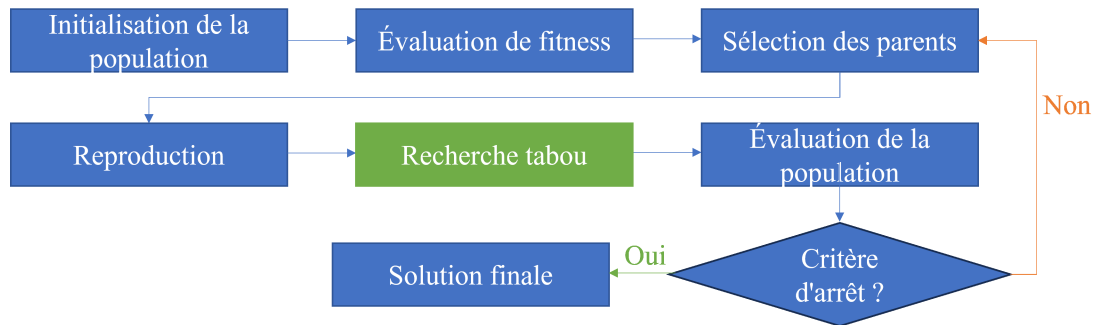 Initialisation de la
population
Évaluation de fitness
Sélection des parents
Non
Reproduction
Recherche tabou
Évaluation de la
population
Oui
Solution finale
Critère
d'arrêt ?